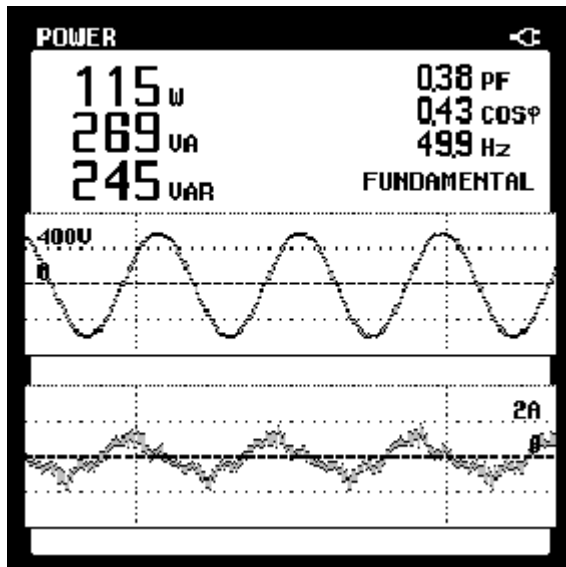 POWER
115 W
0,38 PF
269 VA
0,43 COSφ
245 VAR
49,9 Hz
FUNDAMENTAL
400V
0
2A
0